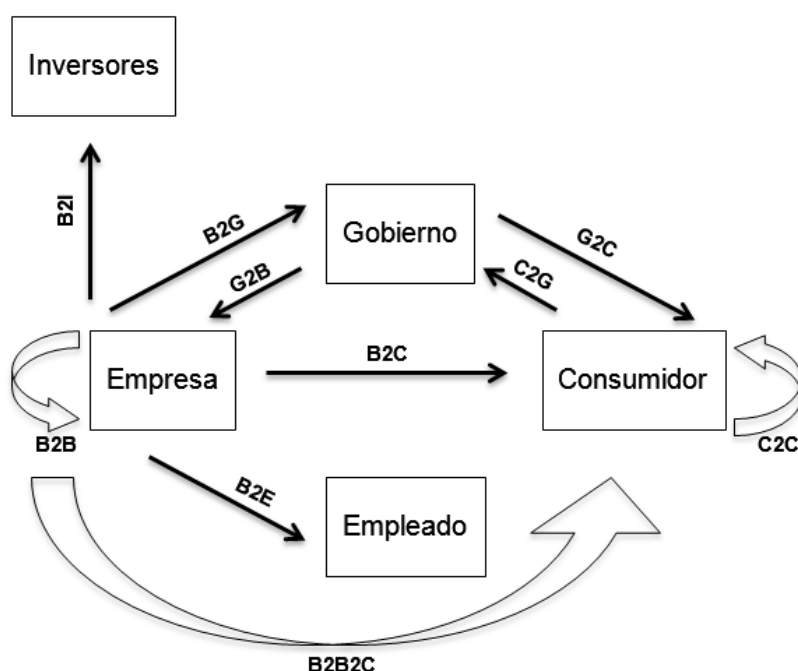 Inversores
B2I
B2G
Gobierno
G2C
G2B
C2G
Empresa
B2C
Consumidor
B2B
C2C
B2E
Empleado
B2B2C